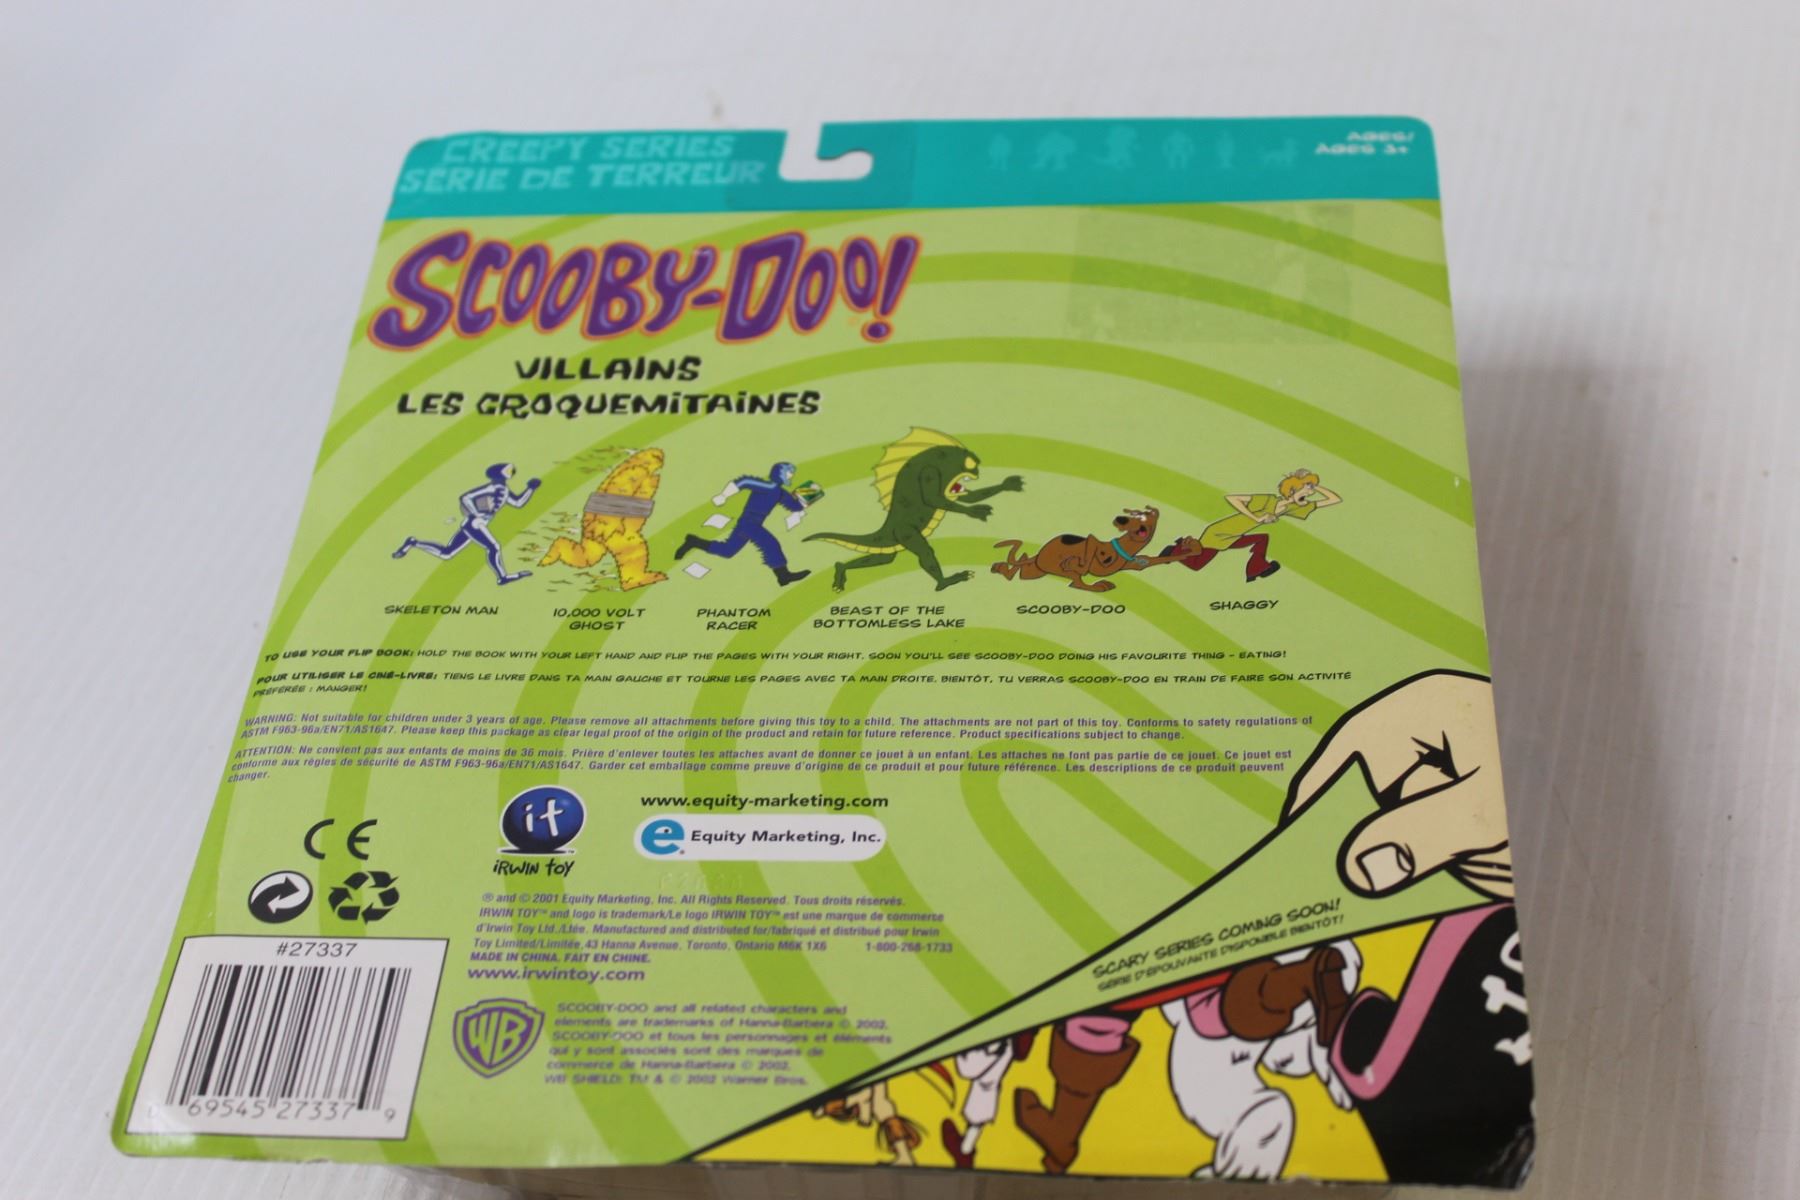 CREEPY SERIES
SÉRIE DE TERREUR
AGES/
AGES 3+
SCOOBY-DOO!
VILLAINS
LES CROQUEMITAINES
SKELETON MAN
10,000 VOLT
GHOST
PHANTOM
RACER
BEAST OF THE
BOTTOMLESS LAKE
SCOOBY-DOO
SHAGGY
TO USE YOUR FLIP BOOK: HOLD THE BOOK WITH YOUR LEFT HAND AND FLIP THE PAGES WITH YOUR RIGHT. SOON YOU'LL SEE SCOOBY-DOO DOING HIS FAVOURITE THING - EATING!
POUR UTILISER LE CINÉ-LIVRE: TIENS LE LIVRE DANS TA MAIN GAUCHE ET TOURNE LES PAGES AVEC TA MAIN DROITE. BIENTÔT, TU VERRAS SCOOBY-DOO EN TRAIN DE FAIRE SON ACTIVITÉ
PRÉFÉRÉE : MANGER!
WARNING: Not suitable for children under 3 years of age. Please remove all attachments before giving this toy to a child. The attachments are not part of this toy. Conforms to safety regulations of
ASTM F963-96a/EN71/AS1647. Please keep this package as clear legal proof of the origin of the product and retain for future reference. Product specifications subject to change.
ATTENTION: Ne convient pas aux enfants de moins de 36 mois. Prière d'enlever toutes les attaches avant de donner ce jouet à un enfant. Les attaches ne font pas partie de ce jouet. Ce jouet est
conforme aux règles de sécurité de ASTM F963-96a/EN71/AS1647. Garder cet emballage comme preuve d'origine de ce produit et pour future référence. Les descriptions de ce produit peuvent
changer.
CE
it
IRWIN TOY
www.equity-marketing.com
e Equity Marketing, Inc.
® and © 2001 Equity Marketing, Inc. All Rights Reserved. Tous droits réservés.
IRWIN TOY™ and logo is trademark/Le logo IRWIN TOY™ est une marque de commerce
d'Irwin Toy Ltd./Ltée. Manufactured and distributed for/fabriqué et distribué pour Irwin
Toy Limited/Limitée, 43 Hanna Avenue, Toronto, Ontario M6K 1X6 1-800-268-1733
MADE IN CHINA. FAIT EN CHINE.
www.irwintoy.com
#27337
0 69545 27337 9
WB
SCOOBY-DOO and all related characters and
elements are trademarks of Hanna-Barbera © 2002.
SCOOBY-DOO et tous les personnages et éléments
qui y sont associés sont des marques de
commerce de Hanna-Barbera © 2002.
WB SHIELD: TM & © 2002 Warner Bros.
SCARY SERIES COMING SOON!
SÉRIE D'ÉPOUVANTE DISPONIBLE BIENTÔT!